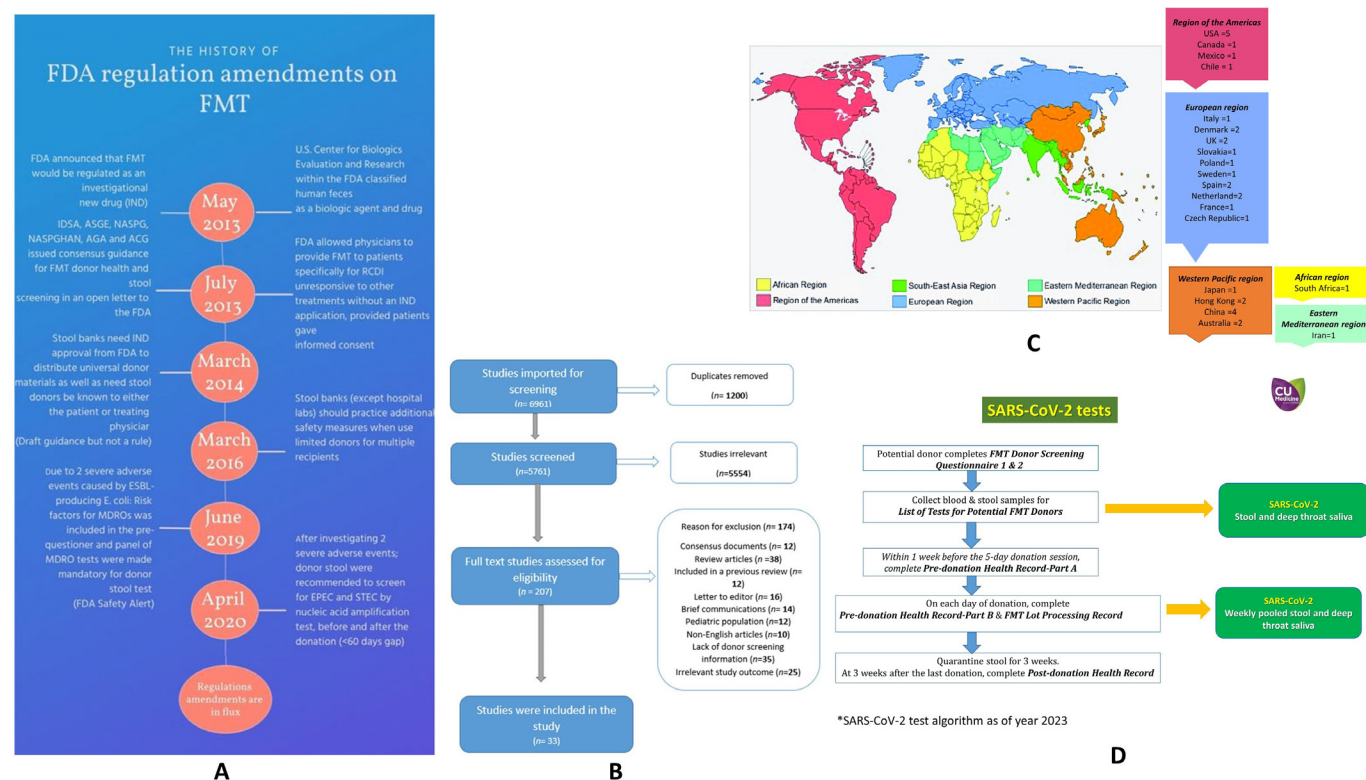 THE HISTORY OF
FDA regulation amendments on
FMT
FDA announced that FMT
would be regulated as an
investigational
new drug (IND)
May
2013
U.S. Center for Biologics
Evaluation and Research
within the FDA classified
human feces
as a biologic agent and drug
IDSA, ASGE, NASPG,
NASPGHAN, AGA and ACG
issued consensus guidance
for FMT donor health and
stool
screening in an open letter to
the FDA
July
2013
FDA allowed physicians to
provide FMT to patients
specifically for RCDI
unresponsive to other
treatments without an IND
application, provided patients
gave
informed consent
Stool banks need IND
approval from FDA to
distribute universal donor
materials as well as need stool
donors be known to either
the patient or treating
physiciar
(Draft guidance but not a rule)
March
2014
Stool banks (except hospital
labs) should practice additional
safety measures when use
limited donors for multiple
recipients
March
2016
Due to 2 severe adverse
events caused by ESBL-
producing E. coli: Risk
factors for MDROs was
included in the pre-
questioner and panel of
MDRO tests were made
mandatory for donor
stool test
(FDA Safety Alert)
June
2019
After investigating 2
severe adverse events;
donor stool were
recommended to screen
for EPEC and STEC by
nucleic acid amplification
test, before and after the
donation (<60 days gap)
April
2020
Regulations
amendments are
in flux
A
Studies imported for
screening
(n= 6961)
Duplicates removed
(n= 1200)
Studies screened
(n=5761)
Studies irrelevant
(n=5554)
Full text studies assessed for
eligibility
(n = 207)
Reason for exclusion (n= 174)
Consensus documents (n= 12)
Review articles (n =38)
Included in a previous review (n=
12)
Letter to editor (n= 16)
Brief communications (n= 14)
Pediatric population (n=12)
Non-English articles (n=10)
Lack of donor screening
information (n=35)
Irrelevant study outcome (n=25)
Studies were included in the
study
(n= 33)
B
African Region
Region of the Americas
South-East Asia Region
European Region
Eastern Mediterranean Region
Western Pacific Region
Region of the Americas
USA =5
Canada =1
Mexico =1
Chile = 1
European region
Italy =1
Denmark =2
UK =2
Slovakia=1
Poland=1
Sweden=1
Spain=2
Netherland=2
France=1
Czech Republic=1
Western Pacific region
Japan =1
Hong Kong =2
China =4
Australia =2
African region
South Africa=1
Eastern
Mediterranean region
Iran=1
C
CU
Medicine
SARS-CoV-2 tests
Potential donor completes FMT Donor Screening
Questionnaire 1 & 2
Collect blood & stool samples for
List of Tests for Potential FMT Donors
SARS-CoV-2
Stool and deep throat saliva
Within 1 week before the 5-day donation session,
complete Pre-donation Health Record-Part A
On each day of donation, complete
Pre-donation Health Record-Part B & FMT Lot Processing Record
SARS-CoV-2
Weekly pooled stool and deep
throat saliva
Quarantine stool for 3 weeks.
At 3 weeks after the last donation, complete Post-donation Health Record
*SARS-CoV-2 test algorithm as of year 2023
D